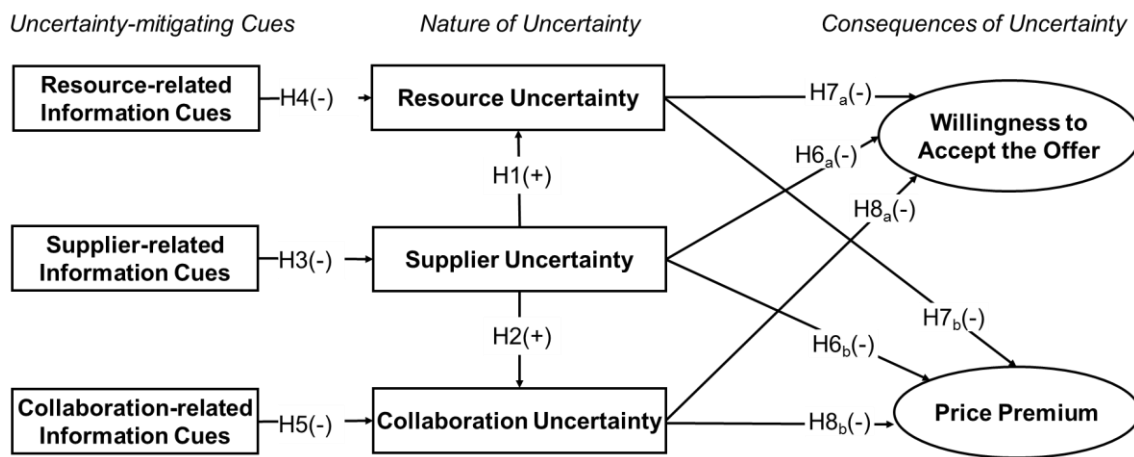 Uncertainty-mitigating Cues
Nature of Uncertainty
Consequences of Uncertainty
Resource-related
Information Cues
H4(-)
Resource Uncertainty
H7a(-)
Willingness to
Accept the Offer
H6a(-)
H1(+)
H8a(-)
Supplier-related
Information Cues
H3(-)
Supplier Uncertainty
H7b(-)
H2(+)
H6b(-)
Collaboration-related
Information Cues
H5(-)
Collaboration Uncertainty
H8b(-)
Price Premium